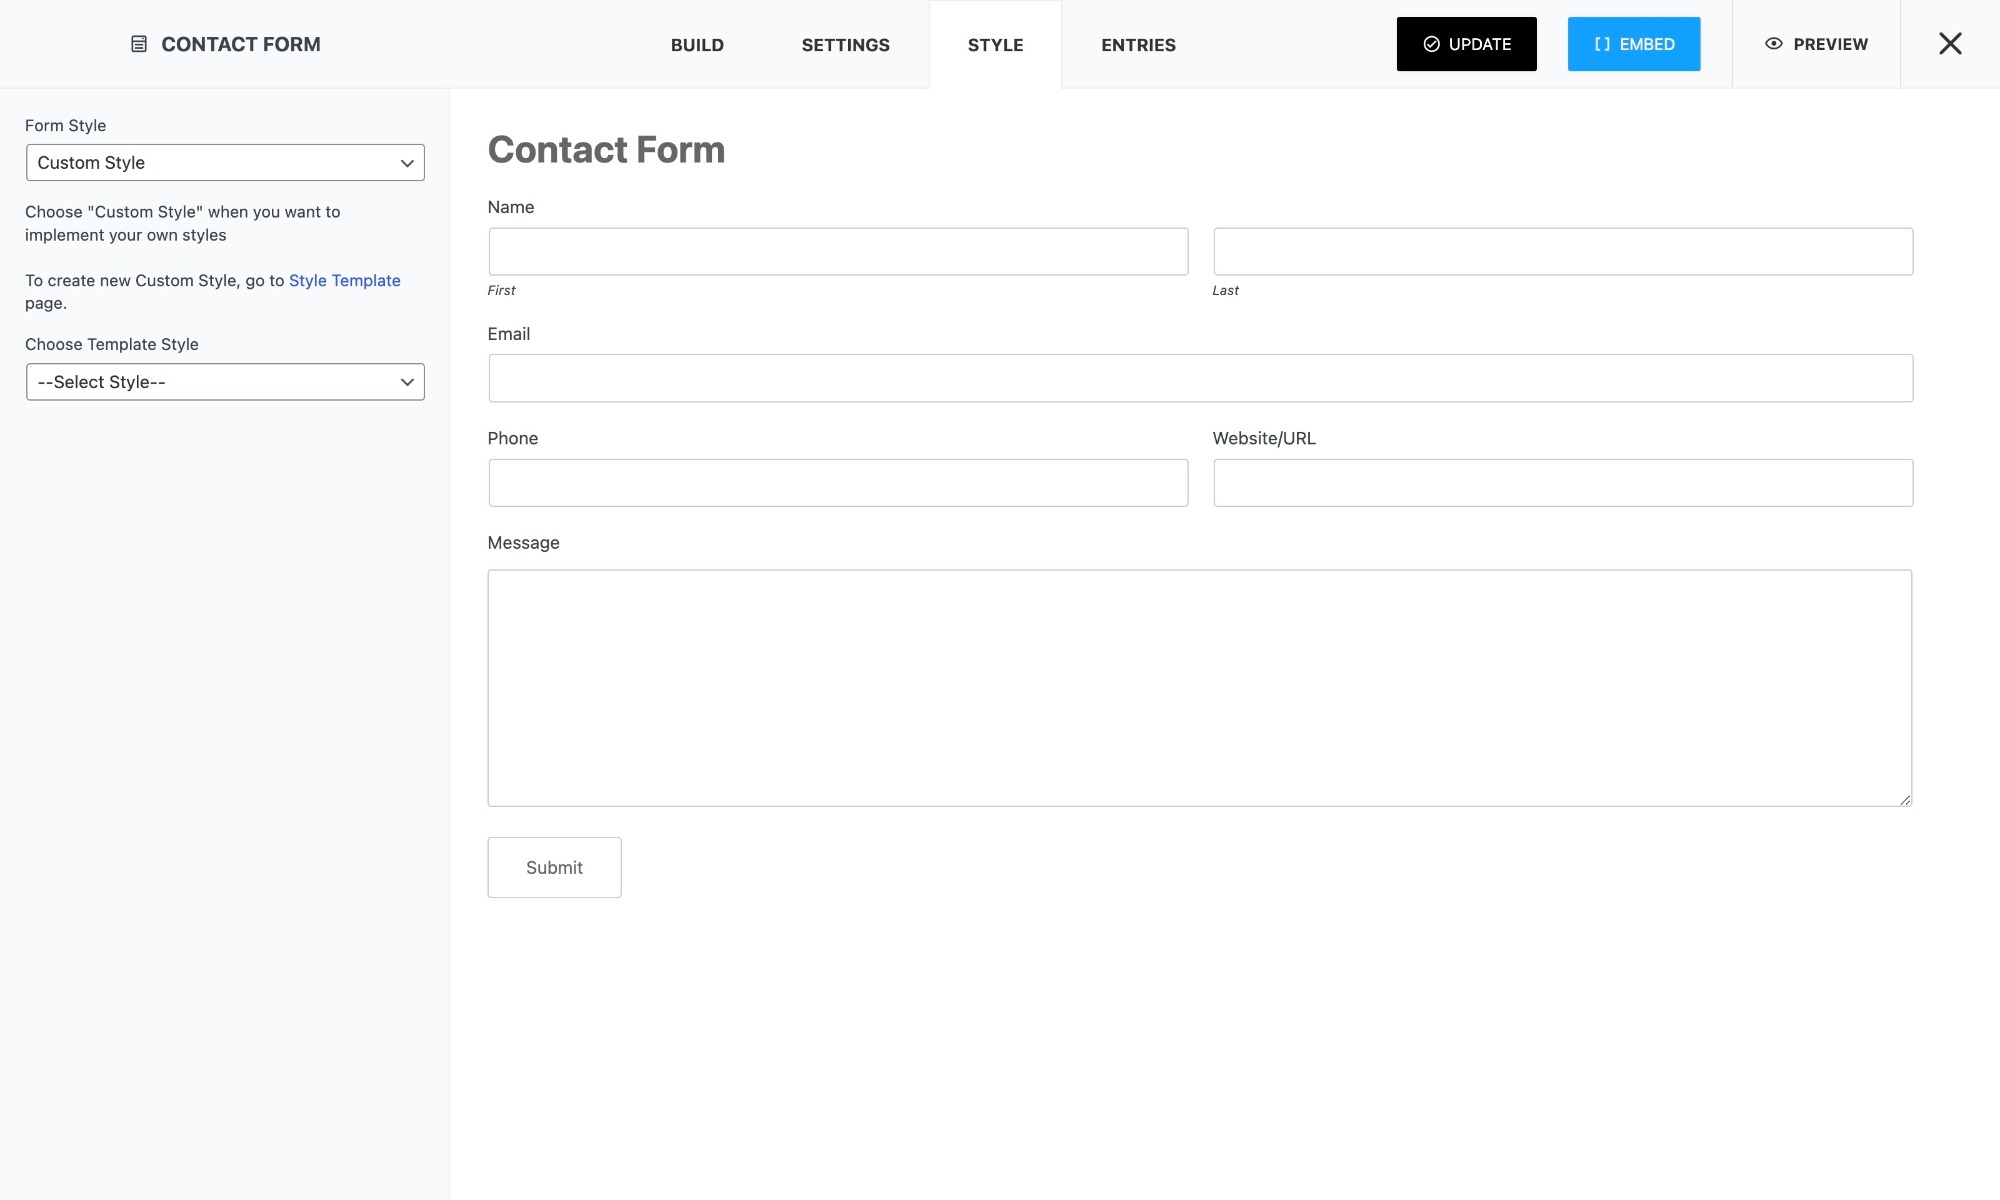 CONTACT FORM
BUILD
SETTINGS
STYLE
ENTRIES
UPDATE
[ ] EMBED
PREVIEW
Form Style
Custom Style
Choose "Custom Style" when you want to
implement your own styles
To create new Custom Style, go to Style Template
page.
Choose Template Style
--Select Style--
Contact Form
Name
First
Last
Email
Phone
Website/URL
Message
Submit